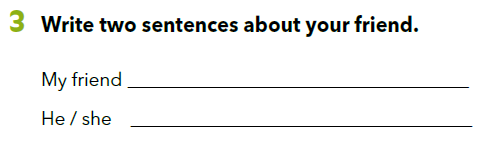 3 Write two sentences about your friend.
My friend
He / she